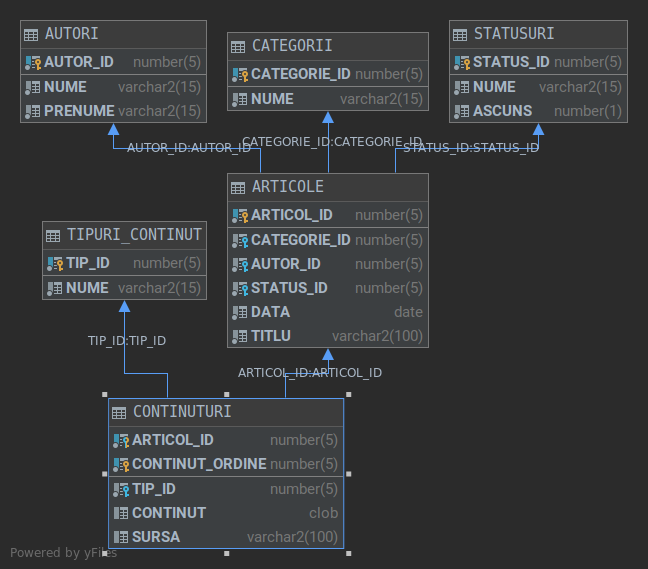 AUTORI
AUTOR_ID number(5)
NUME varchar2(15)
PRENUME varchar2(15)
CATEGORII
CATEGORIE_ID number(5)
NUME varchar2(15)
STATUSURI
STATUS_ID number(5)
NUME varchar2(15)
ASCUNS number(1)
AUTOR_ID:AUTOR_ID
CATEGORIE_ID:CATEGORIE_ID
STATUS_ID:STATUS_ID
ARTICOLE
ARTICOL_ID number(5)
CATEGORIE_ID number(5)
AUTOR_ID number(5)
STATUS_ID number(5)
DATA date
TITLU varchar2(100)
TIPURI_CONTINUT
TIP_ID number(5)
NUME varchar2(15)
TIP_ID:TIP_ID
ARTICOL_ID:ARTICOL_ID
CONTINUTURI
ARTICOL_ID number(5)
CONTINUT_ORDINE number(5)
TIP_ID number(5)
CONTINUT clob
SURSA varchar2(100)
Powered by yFiles